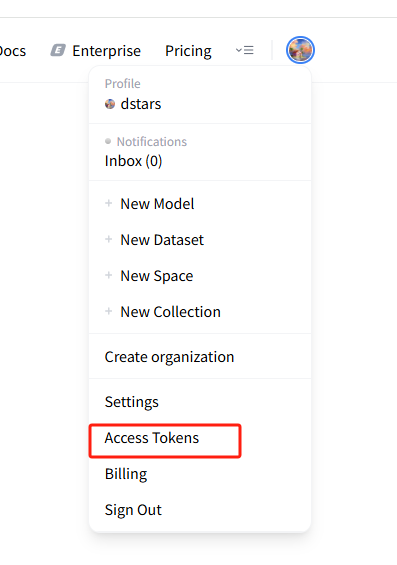 Docs E Enterprise Pricing
Profile
dstars
Notifications
Inbox (0)
+ New Model
+ New Dataset
+ New Space
+ New Collection
Create organization
Settings
Access Tokens
Billing
Sign Out